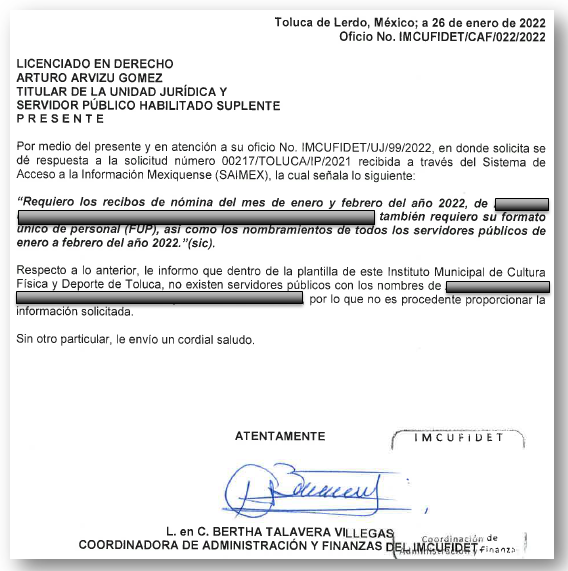 Toluca de Lerdo, México; a 26 de enero de 2022
Oficio No. IMCUFIDET/CAF/022/2022
LICENCIADO EN DERECHO
ARTURO ARVIZU GOMEZ
TITULAR DE LA UNIDAD JURÍDICA Y
SERVIDOR PÚBLICO HABILITADO SUPLENTE
P R E S E N T E
Por medio del presente y en atención a su oficio No. IMCUFIDET/UJ/99/2022, en donde solicita se
dé respuesta a la solicitud número 00217/TOLUCA/IP/2021 recibida a través del Sistema de
Acceso a la Información Mexiquense (SAIMEX), la cual señala lo siguiente:
"Requiero los recibos de nómina del mes de enero y febrero del año 2022, de
también requiero su formato
único de personal (FUP), así como los nombramientos de todos los servidores públicos de
enero a febrero del año 2022."(sic).
Respecto a lo anterior, le informo que dentro de la plantilla de este Instituto Municipal de Cultura
Física y Deporte de Toluca, no existen servidores públicos con los nombres de
, por lo que no es procedente proporcionar la
información solicitada.
Sin otro particular, le envío un cordial saludo.
ATENTAMENTE
IMCUFIDET
L. en C. BERTHA TALAVERA VILLEGAS
COORDINADORA DE ADMINISTRACIÓN Y FINANZAS DEL IMCUFIDET
Coordinación de
Administración y finanzas